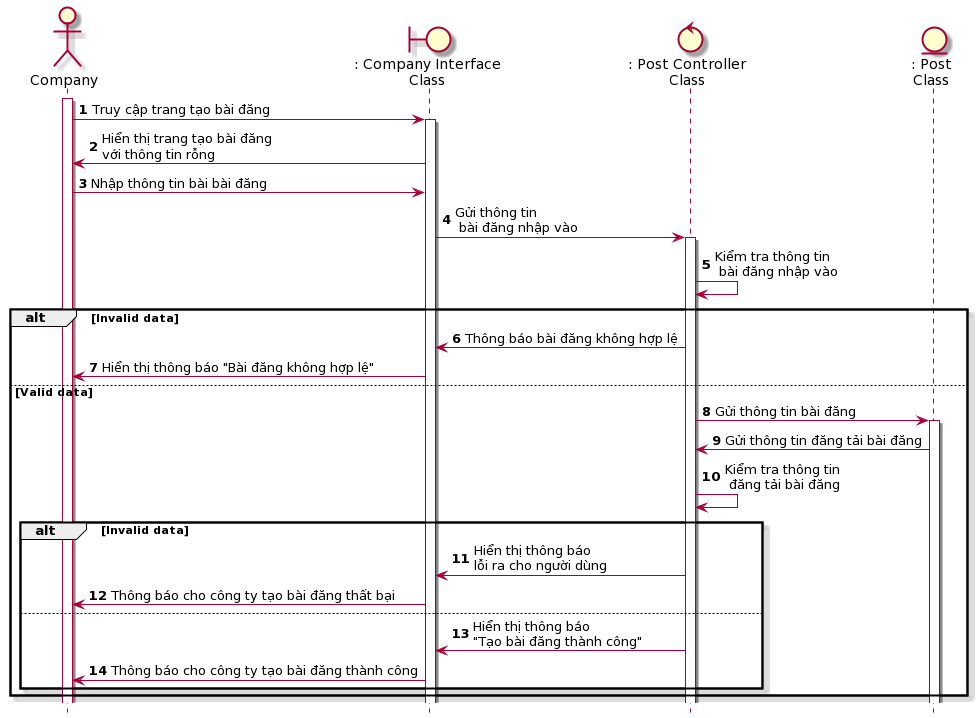 Company
: Company Interface
Class
: Post Controller
Class
: Post
Class
1 Truy cập trang tạo bài đăng
2 Hiển thị trang tạo bài đăng
với thông tin rỗng
3 Nhập thông tin bài bài đăng
4 Gửi thông tin
bài đăng nhập vào
5 Kiểm tra thông tin
bài đăng nhập vào
alt [Invalid data]
6 Thông báo bài đăng không hợp lệ
7 Hiển thị thông báo "Bài đăng không hợp lệ"
[Valid data]
8 Gửi thông tin bài đăng
9 Gửi thông tin đăng tải bài đăng
10 Kiểm tra thông tin
đăng tải bài đăng
alt [Invalid data]
11 Hiển thị thông báo
lỗi ra cho người dùng
12 Thông báo cho công ty tạo bài đăng thất bại
13 Hiển thị thông báo
"Tạo bài đăng thành công"
14 Thông báo cho công ty tạo bài đăng thành công